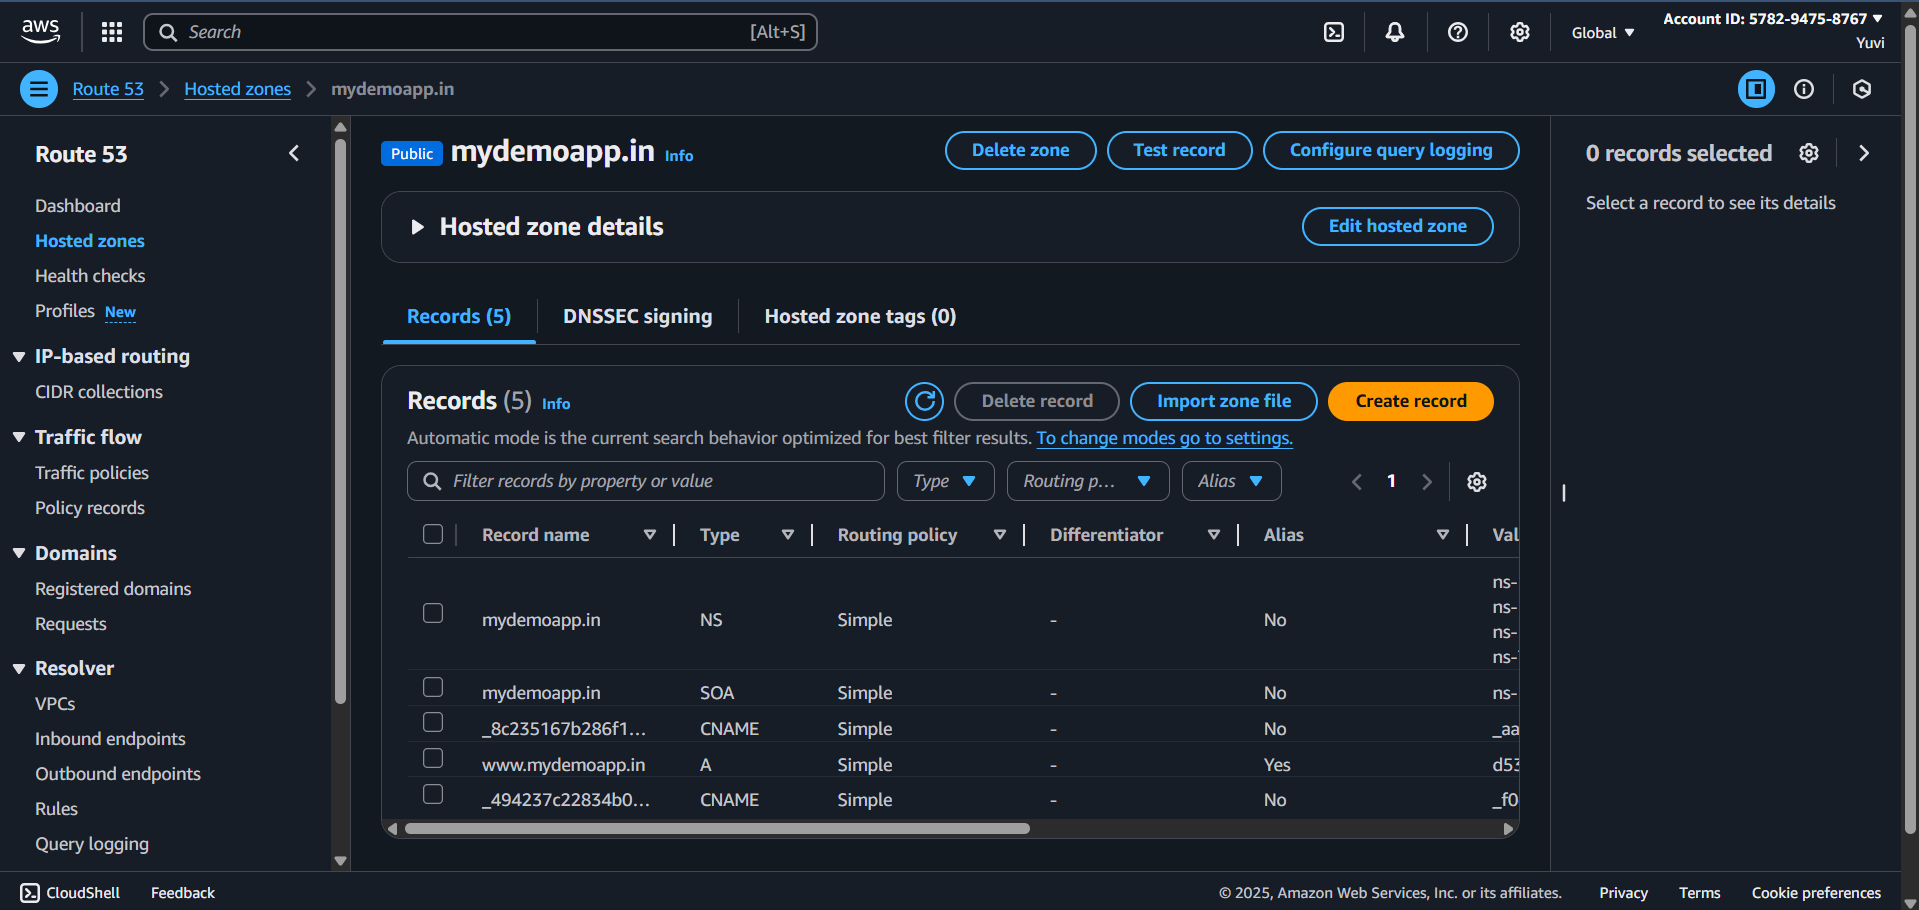 aws
Search [Alt+S]
Global
Account ID: 5782-9475-8767
Yuvi
Route 53
Hosted zones
mydemoapp.in
Route 53
Dashboard
Hosted zones
Health checks
Profiles New
IP-based routing
CIDR collections
Traffic flow
Traffic policies
Policy records
Domains
Registered domains
Requests
Resolver
VPCs
Inbound endpoints
Outbound endpoints
Rules
Query logging
Public mydemoapp.in Info
Delete zone
Test record
Configure query logging
Hosted zone details
Edit hosted zone
Records (5)
DNSSEC signing
Hosted zone tags (0)
Records (5) Info
Delete record
Import zone file
Create record
Automatic mode is the current search behavior optimized for best filter results. To change modes go to settings.
Filter records by property or value
Type
Routing p...
Alias
1
Record name Type Routing policy Differentiator Alias Val
mydemoapp.in NS Simple - No ns-
ns-
ns-
ns-
mydemoapp.in SOA Simple - No ns-
_8c235167b286f1... CNAME Simple - No _aa
www.mydemoapp.in A Simple - Yes d53
_494237c22834b0... CNAME Simple - No _f0
0 records selected
Select a record to see its details
CloudShell
Feedback
© 2025, Amazon Web Services, Inc. or its affiliates.
Privacy
Terms
Cookie preferences